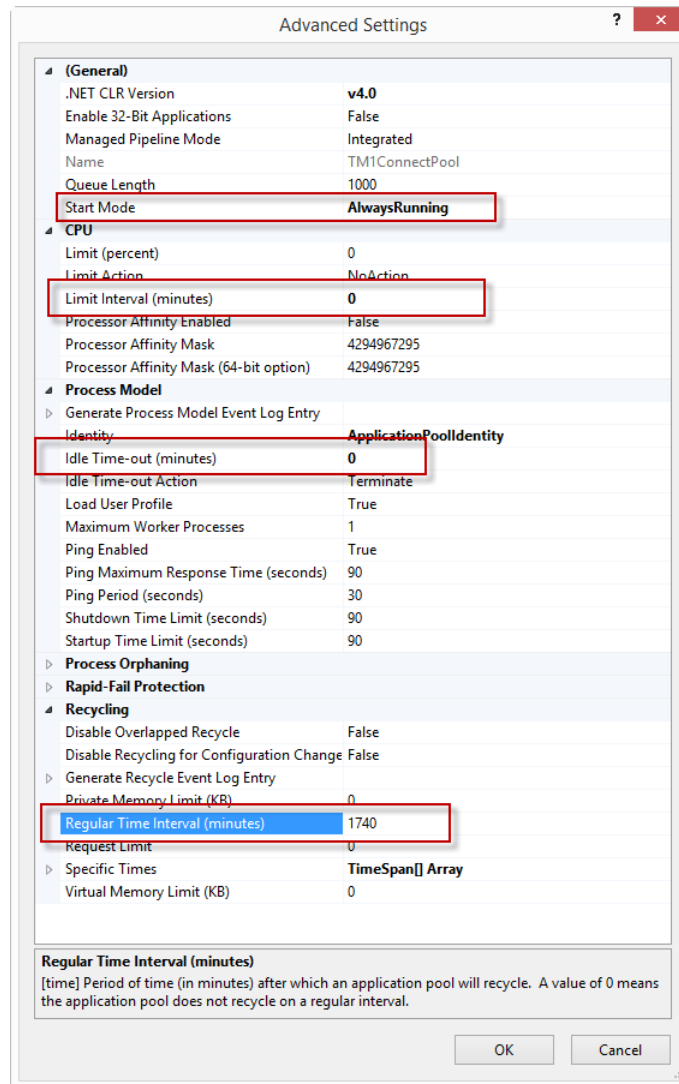 Advanced Settings
?
×
(General)
.NET CLR Version v4.0
Enable 32-Bit Applications False
Managed Pipeline Mode Integrated
Name TM1ConnectPool
Queue Length 1000
Start Mode AlwaysRunning
CPU
Limit (percent) 0
Limit Action NoAction
Limit Interval (minutes) 0
Processor Affinity Enabled False
Processor Affinity Mask 4294967295
Processor Affinity Mask (64-bit option) 4294967295
Process Model
Generate Process Model Event Log Entry
Identity ApplicationPoolIdentity
Idle Time-out (minutes) 0
Idle Time-out Action Terminate
Load User Profile True
Maximum Worker Processes 1
Ping Enabled True
Ping Maximum Response Time (seconds) 90
Ping Period (seconds) 30
Shutdown Time Limit (seconds) 90
Startup Time Limit (seconds) 90
Process Orphaning
Rapid-Fail Protection
Recycling
Disable Overlapped Recycle False
Disable Recycling for Configuration Change False
Generate Recycle Event Log Entry
Private Memory Limit (KB) 0
Regular Time Interval (minutes) 1740
Request Limit 0
Specific Times TimeSpan[] Array
Virtual Memory Limit (KB) 0
Regular Time Interval (minutes)
[time] Period of time (in minutes) after which an application pool will recycle. A value of 0 means
the application pool does not recycle on a regular interval.
OK Cancel